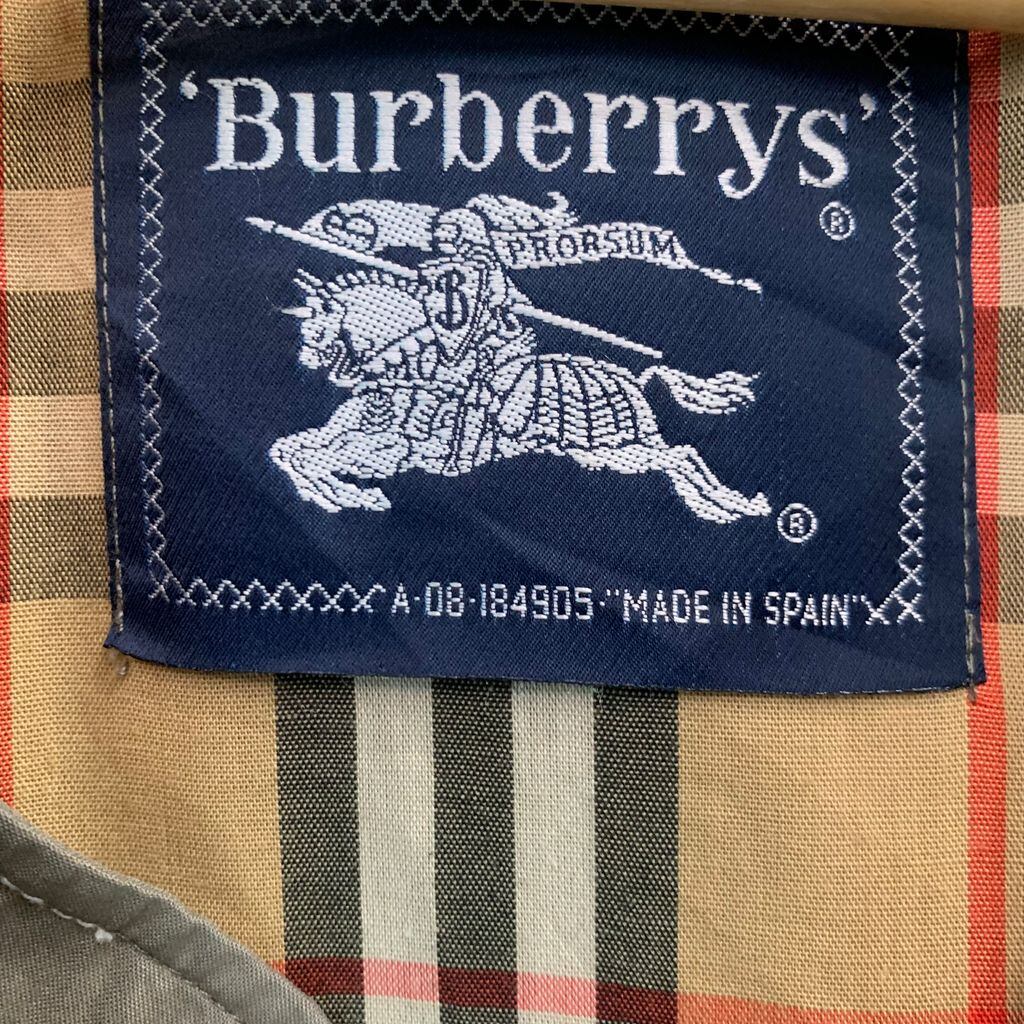 ‘Burberrys’
®
PRORSUM
B
®
A·08·184905·"MADE IN SPAIN"